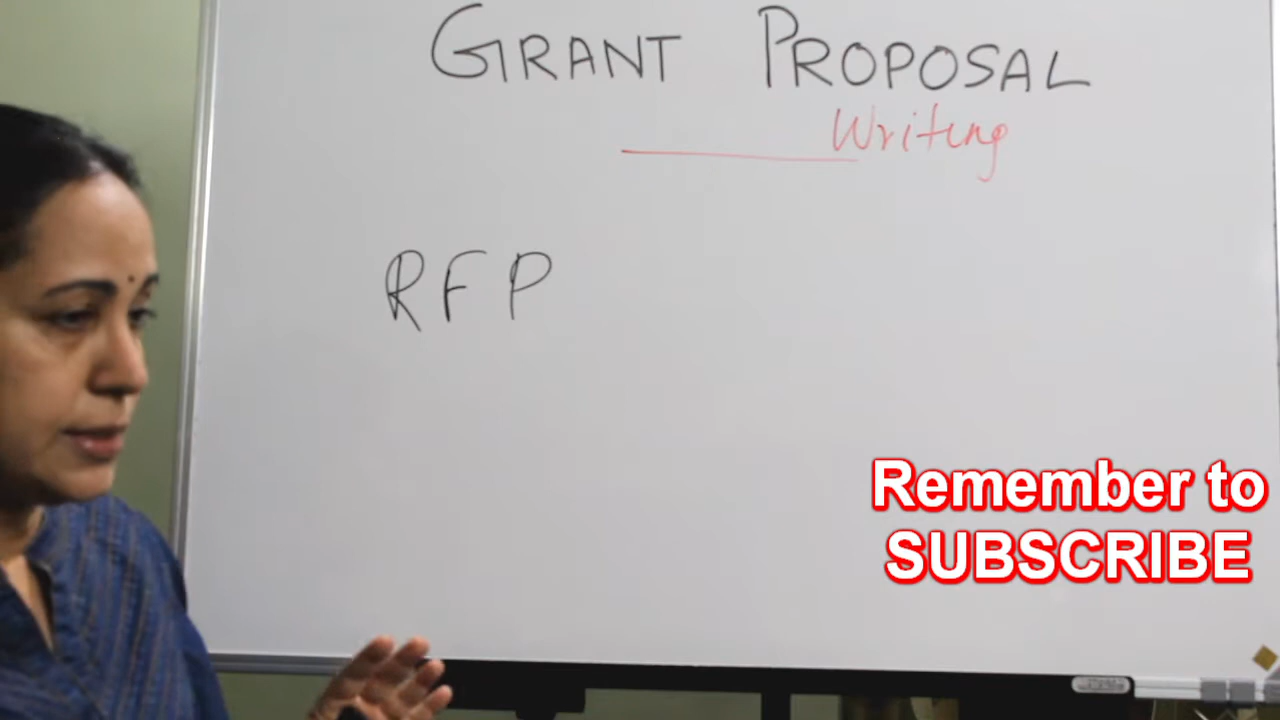 GRANT PROPOSAL
Writing
RFP
Remember to
SUBSCRIBE